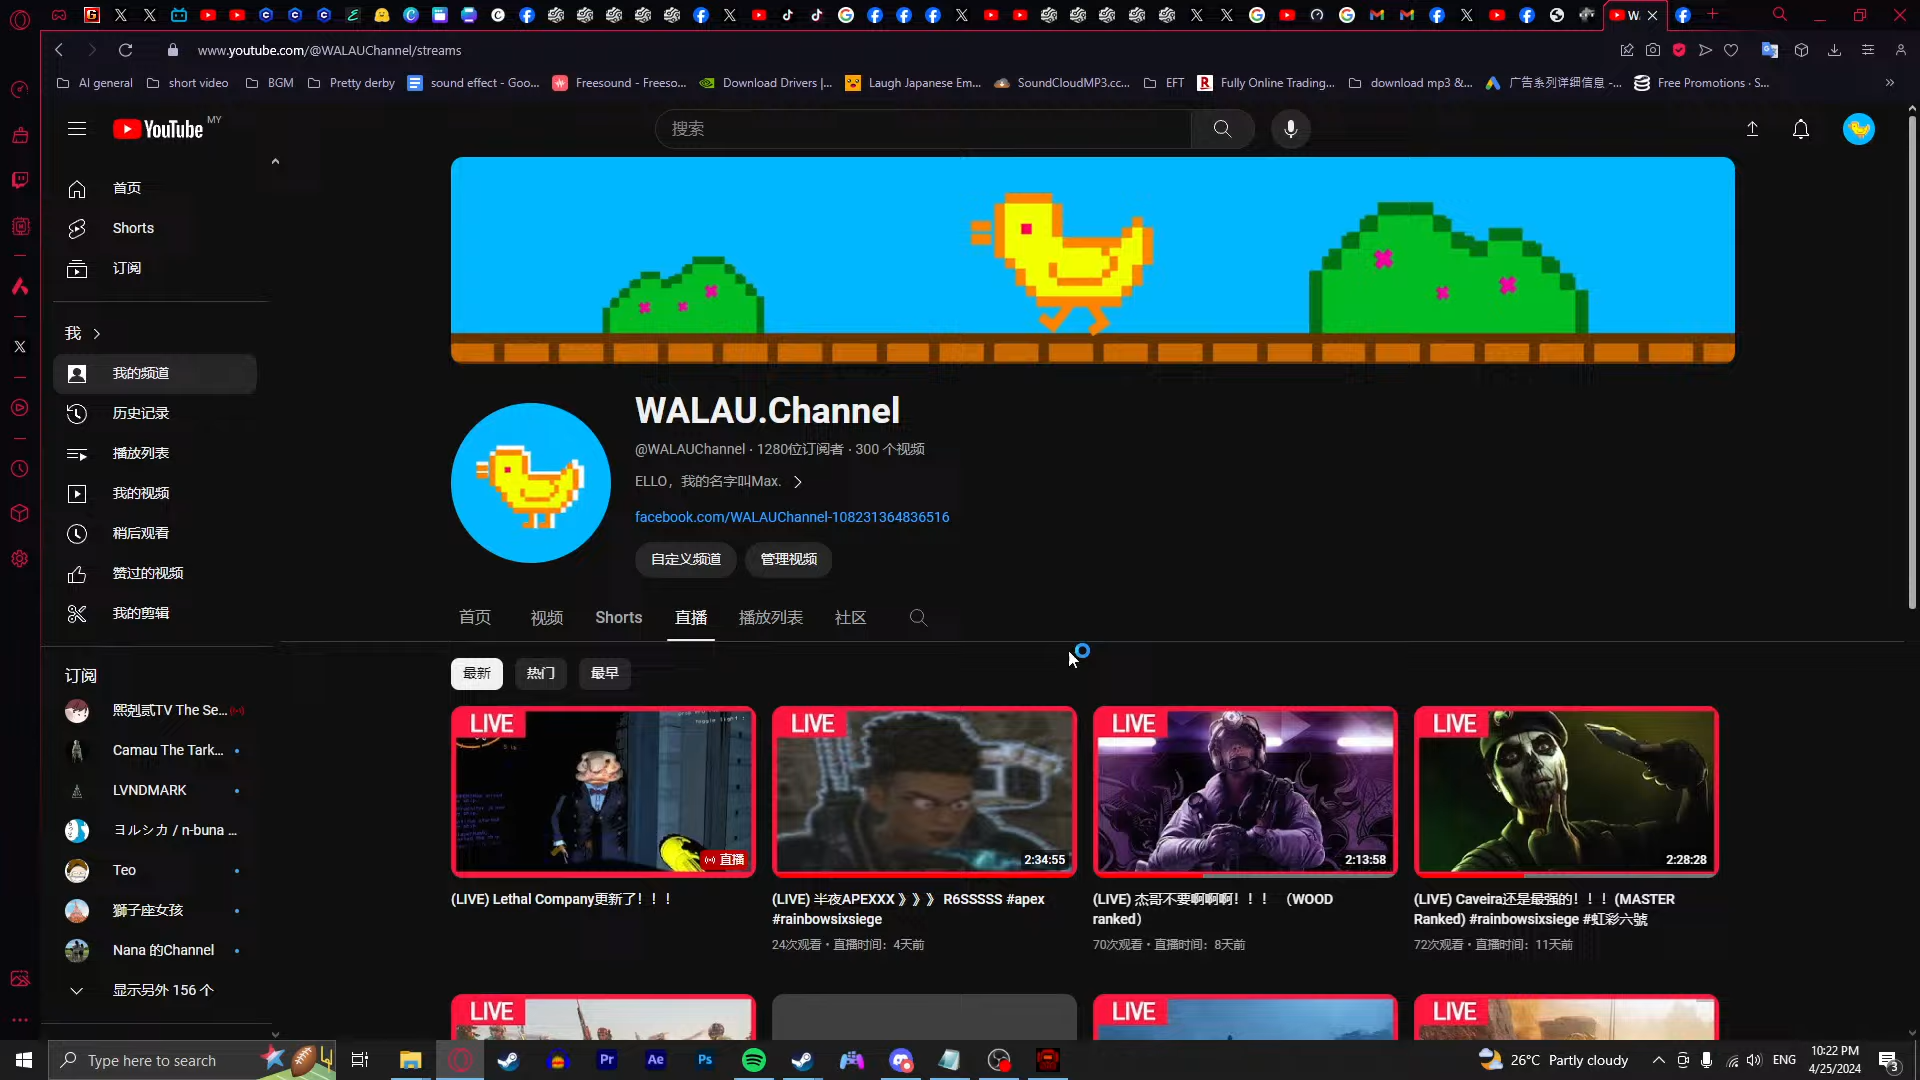 W
www.youtube.com/@WALAUChannel/streams
AI general
short video
BGM
Pretty derby
sound effect - Goo...
Freesound - Freeso...
Download Drivers |...
Laugh Japanese Em...
SoundCloudMP3.cc...
EFT
Fully Online Trading...
download mp3 &...
广告系列详细信息 -...
Free Promotions · S...
YouTube MY
搜索
首页
Shorts
订阅
我
我的频道
历史记录
播放列表
我的视频
稍后观看
赞过的视频
我的剪辑
订阅
熙剋贰TV The Se...
Camau The Tark...
LVNDMARK
ヨルシカ / n-buna ...
Teo
獅子座女孩
Nana 的Channel
显示另外 156 个
WALAU.Channel
@WALAUChannel · 1280位订阅者 · 300 个视频
ELLO，我的名字叫Max.
facebook.com/WALAUChannel-108231364836516
自定义频道
管理视频
首页
视频
Shorts
直播
播放列表
社区
最新
热门
最早
LIVE
直播
(LIVE) Lethal Company更新了！！！
LIVE
2:34:55
(LIVE) 半夜APEXXX 》》》 R6SSSSS #apex
#rainbowsixsiege
24次观看 • 直播时间：4天前
LIVE
2:13:58
(LIVE) 杰哥不要啊啊啊！！！ （WOOD
ranked）
70次观看 • 直播时间：8天前
LIVE
2:28:28
(LIVE) Caveira还是最强的！！！(MASTER
Ranked) #rainbowsixsiege #虹彩六號
72次观看 • 直播时间：11天前
LIVE
LIVE
LIVE
Type here to search
Pr
Ae
Ps
26°C Partly cloudy
ENG
10:22 PM
4/25/2024
3